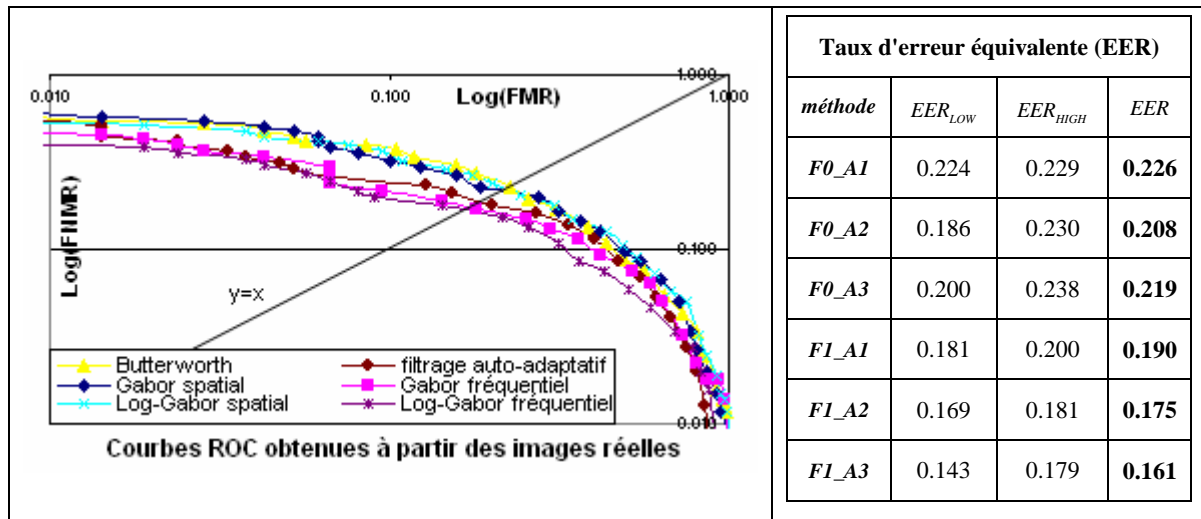 0.010
0.100
1.000
1.000
Log(FMR)
Log(FNMR)
0.100
y=x
Butterworth
filtrage auto-adaptatif
Gabor spatial
Gabor fréquentiel
Log-Gabor spatial
Log-Gabor fréquentiel
0.010
Courbes ROC obtenues à partir des images réelles
Taux d'erreur équivalente (EER)
méthode EER_LOW EER_HIGH EER
F0_A1 0.224 0.229 0.226
F0_A2 0.186 0.230 0.208
F0_A3 0.200 0.238 0.219
F1_A1 0.181 0.200 0.190
F1_A2 0.169 0.181 0.175
F1_A3 0.143 0.179 0.161